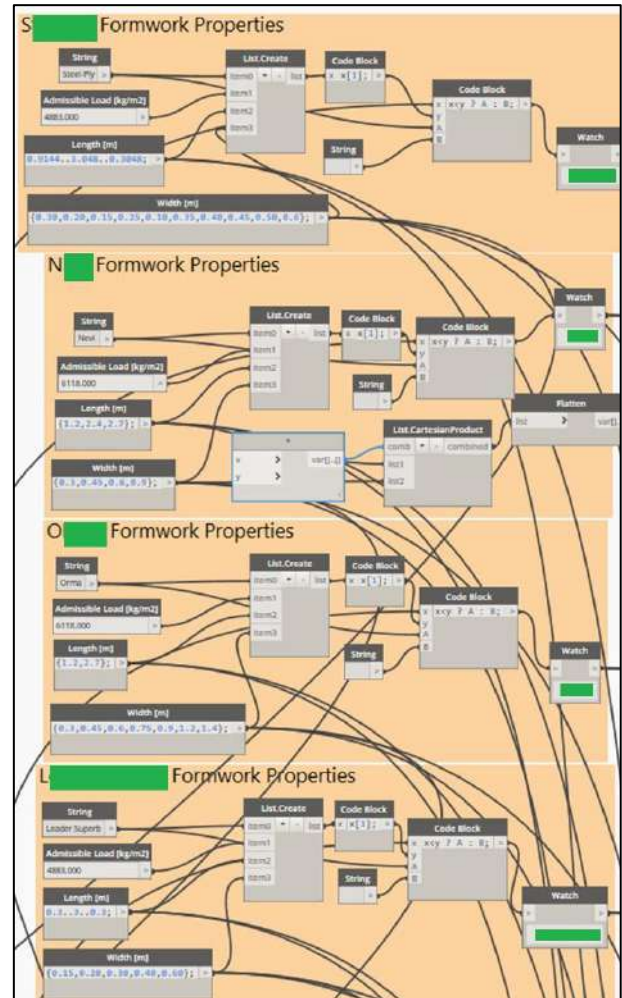 S Formwork Properties
String
Steel-Ply >
Admissible Load [kg/m2]
4883.000 >
Length [m]
0.9144..3.048..0.3048; >
Width [m]
{0.30,0.20,0.15,0.25,0.10,0.35,0.40,0.45,0.50,0.6}; >
List.Create
item0 + - list
item1
item2
item3
Code Block
x x[1]; >
String
>
Code Block
x x<y ? A : B; >
y
A
B
Watch
> >
N Formwork Properties
String
Novi >
Admissible Load [kg/m2]
6118.000 >
Length [m]
{1.2,2.4,2.7}; >
Width [m]
{0.3,0.45,0.6,0.9}; >
List.Create
item0 + - list
item1
item2
item3
Code Block
x x[1]; >
String
>
Code Block
x x<y ? A : B; >
y
A
B
Watch
> >
x > var[]..[]
y >
List.CartesianProduct
comb + - combined
list1
list2
Flatten
list > var[].
O Formwork Properties
String
Orma >
Admissible Load [kg/m2]
6118.000 >
Length [m]
{1.2,2.7}; >
Width [m]
{0.3,0.45,0.6,0.75,0.9,1.2,1.4}; >
List.Create
item0 + - list
item1
item2
item3
Code Block
x x[1]; >
String
>
Code Block
x x<y ? A : B; >
y
A
B
Watch
> >
L Formwork Properties
String
Leader Superb >
Admissible Load [kg/m2]
4883.000 >
Length [m]
0.3..3..0.3; >
Width [m]
{0.15,0.20,0.30,0.40,0.60}; >
List.Create
item0 + - list
item1
item2
item3
Code Block
x x[1]; >
String
>
Code Block
x x<y ? A : B; >
y
A
B
Watch
> >